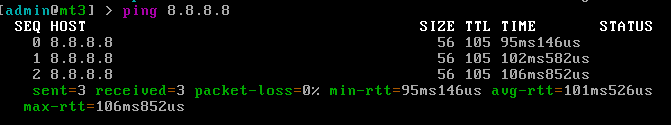 [admin@mt3] > ping 8.8.8.8
SEQ HOST SIZE TTL TIME STATUS
0 8.8.8.8 56 105 95ms146us
1 8.8.8.8 56 105 102ms582us
2 8.8.8.8 56 105 106ms852us
sent=3 received=3 packet-loss=0% min-rtt=95ms146us avg-rtt=101ms526us
max-rtt=106ms852us